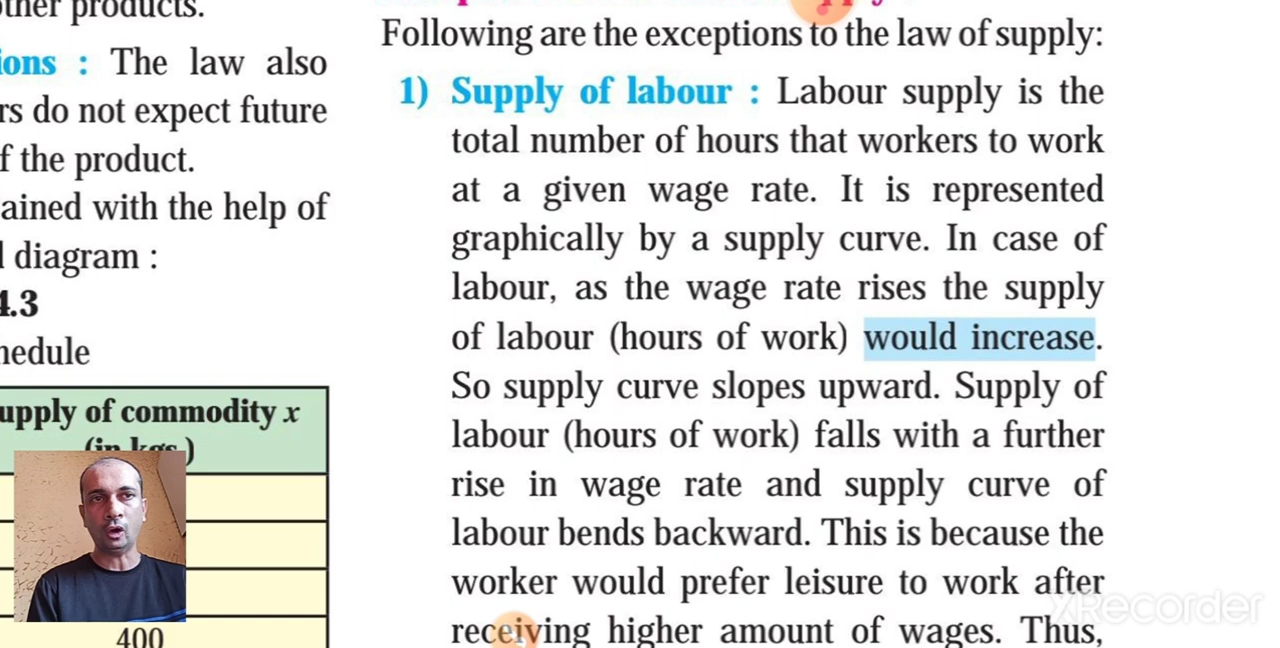 other products.
ions : The law also
rs do not expect future
f the product.
ained with the help of
diagram :
4.3
hedule
upply of commodity x
(in kgs.)
400
Following are the exceptions to the law of supply:
1) Supply of labour : Labour supply is the
total number of hours that workers to work
at a given wage rate. It is represented
graphically by a supply curve. In case of
labour, as the wage rate rises the supply
of labour (hours of work) would increase.
So supply curve slopes upward. Supply of
labour (hours of work) falls with a further
rise in wage rate and supply curve of
labour bends backward. This is because the
worker would prefer leisure to work after
receiving higher amount of wages. Thus,
XRecorder